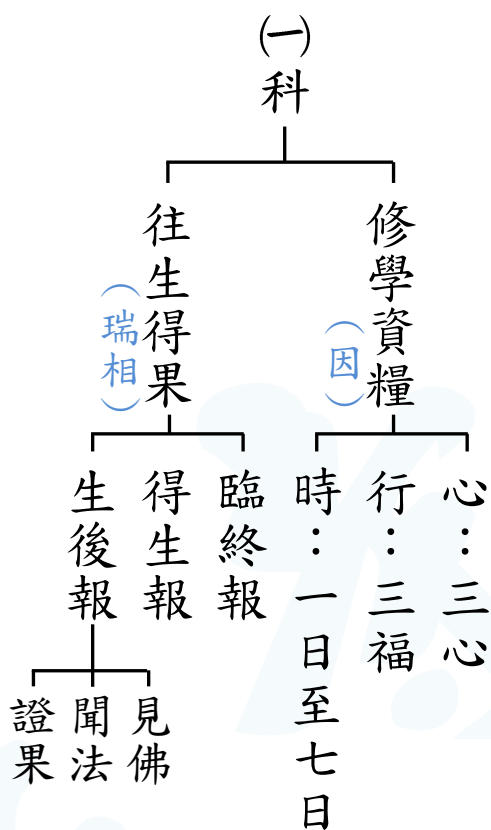 ㈠科
修學資糧
（因）
心：三心
行：三福
時：一日至七日
往生得果
（瑞相）
臨終報
得生報
生後報
見佛
聞法
證果